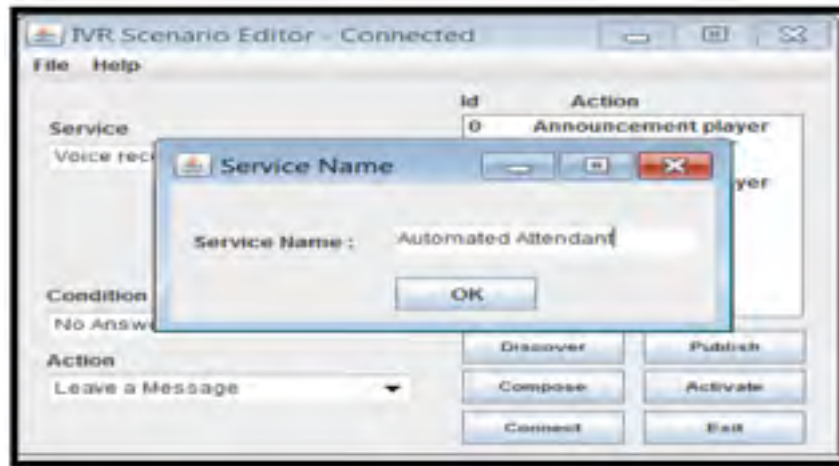 IVR Scenario Editor - Connected
File Help
Id Action
Service
0 Announcement player
Voice rec
yer
Service Name
Service Name :
Automated Attendant
OK
Condition
No Answ
Action
Leave a Message
Discover
Publish
Compose
Activate
Connect
Exit